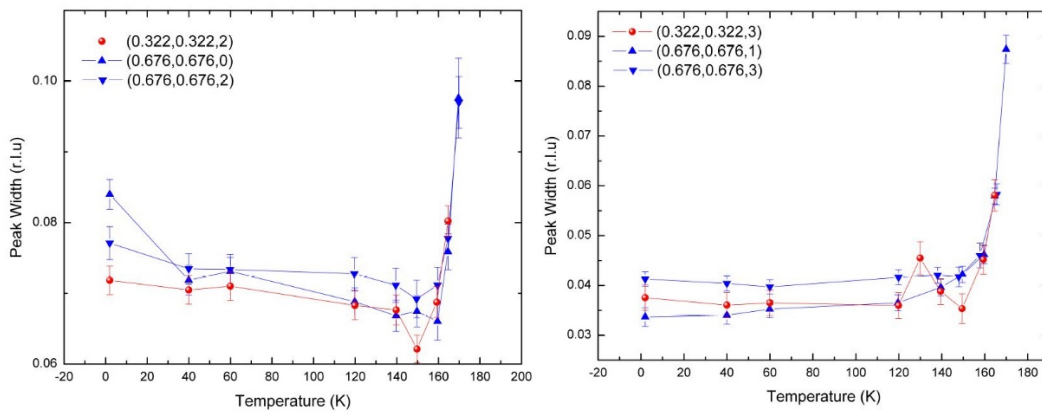 (0.322,0.322,2)
(0.676,0.676,0)
(0.676,0.676,2)
0.10
0.08
0.06
Peak Width (r.l.u)
-20 0 20 40 60 80 100 120 140 160 180 200
Temperature (K)
(0.322,0.322,3)
(0.676,0.676,1)
(0.676,0.676,3)
0.09
0.08
0.07
0.06
0.05
0.04
0.03
Peak Width (r.l.u)
-20 0 20 40 60 80 100 120 140 160 180
Temperature (K)